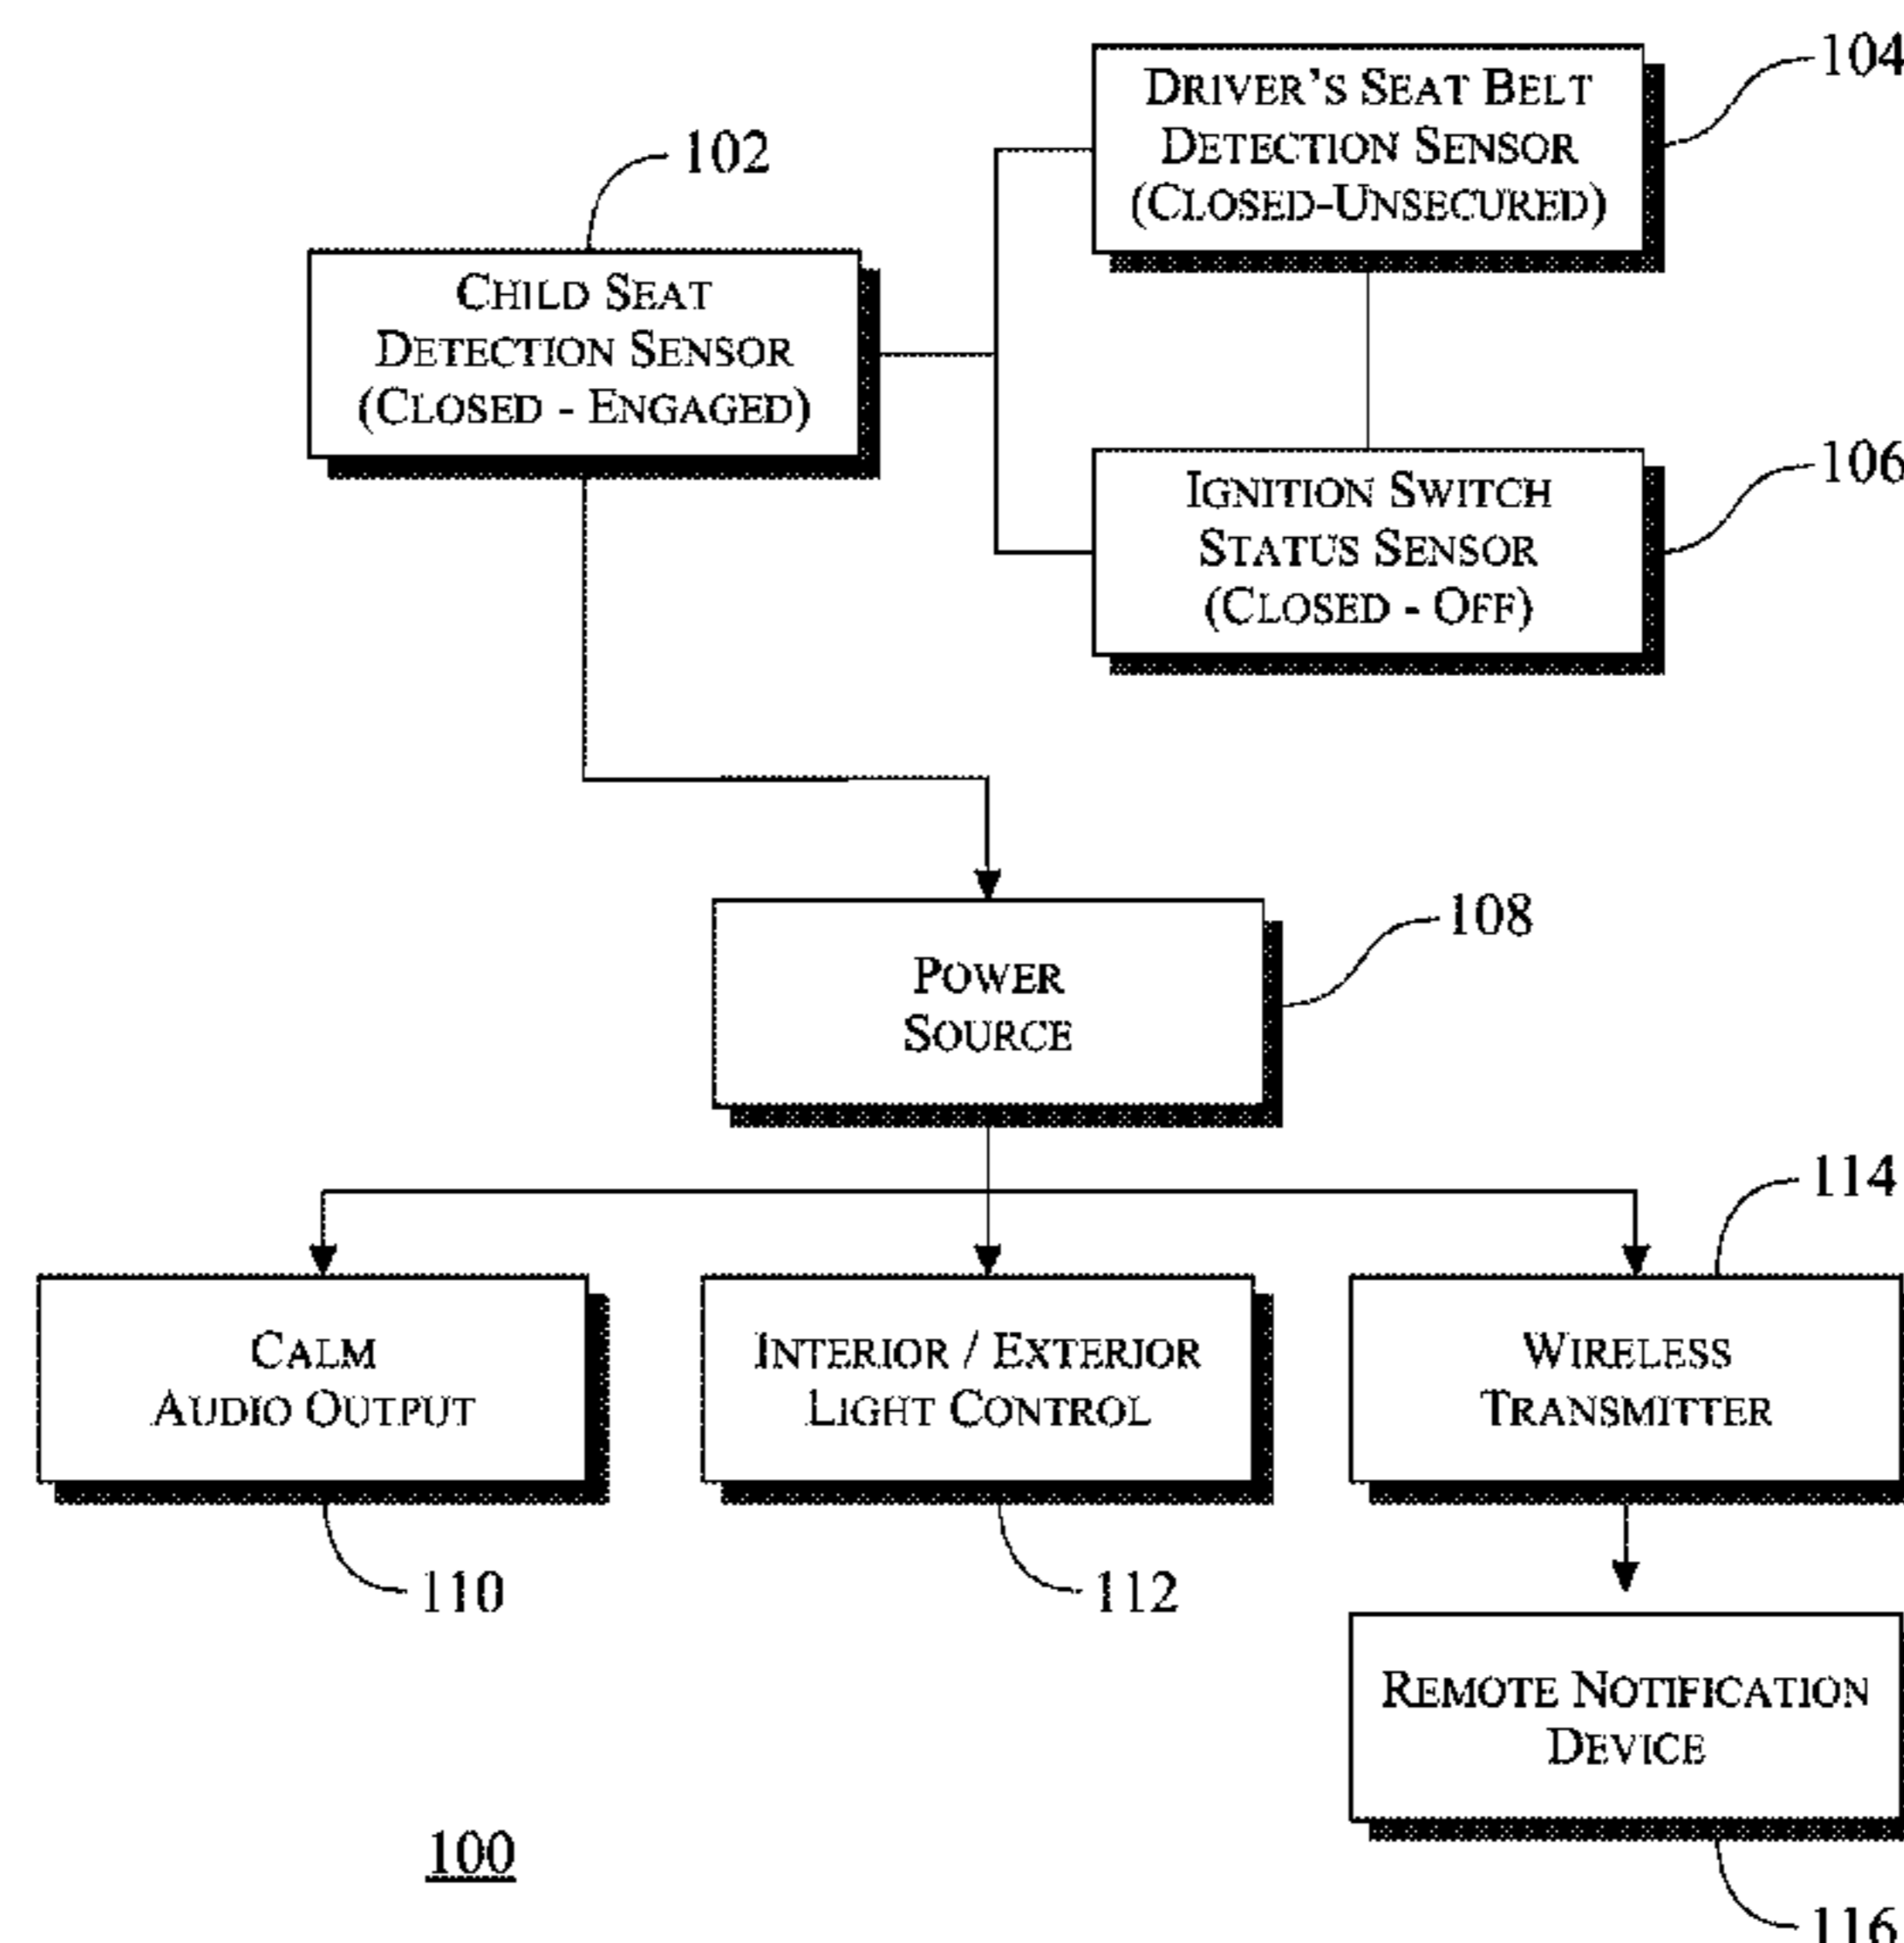 104
DRIVER'S SEAT BELT
DETECTION SENSOR
(CLOSED-UNSECURED)
102
CHILD SEAT
DETECTION SENSOR
(CLOSED - ENGAGED)
106
IGNITION SWITCH
STATUS SENSOR
(CLOSED - OFF)
108
POWER
SOURCE
114
CALM
AUDIO OUTPUT
INTERIOR / EXTERIOR
LIGHT CONTROL
WIRELESS
TRANSMITTER
110
112
REMOTE NOTIFICATION
DEVICE
100
116